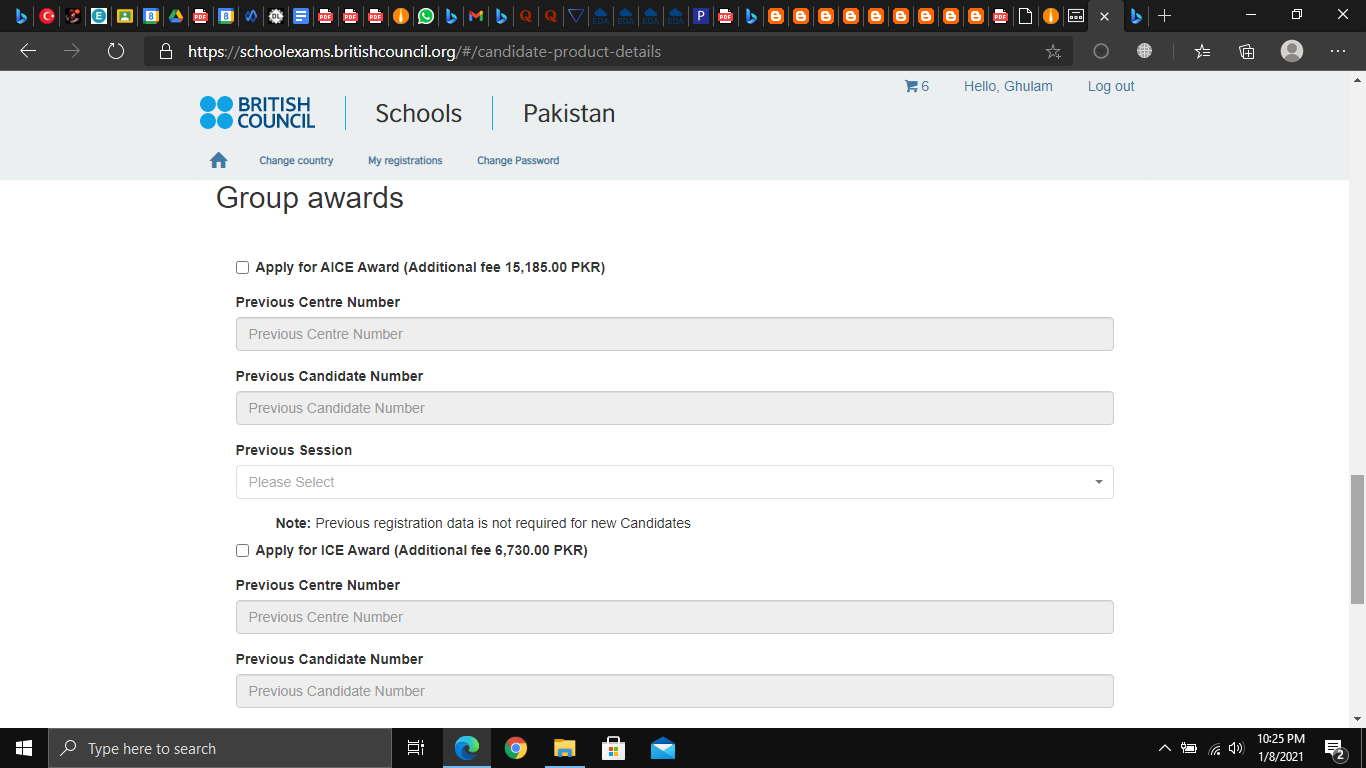 https://schoolexams.britishcouncil.org/#/candidate-product-details
6 Hello, Ghulam Log out
BRITISH COUNCIL Schools Pakistan
Change country My registrations Change Password
Group awards
Apply for AICE Award (Additional fee 15,185.00 PKR)
Previous Centre Number
Previous Centre Number
Previous Candidate Number
Previous Candidate Number
Previous Session
Please Select
Note: Previous registration data is not required for new Candidates
Apply for ICE Award (Additional fee 6,730.00 PKR)
Previous Centre Number
Previous Centre Number
Previous Candidate Number
Previous Candidate Number
Type here to search
10:25 PM
1/8/2021
2